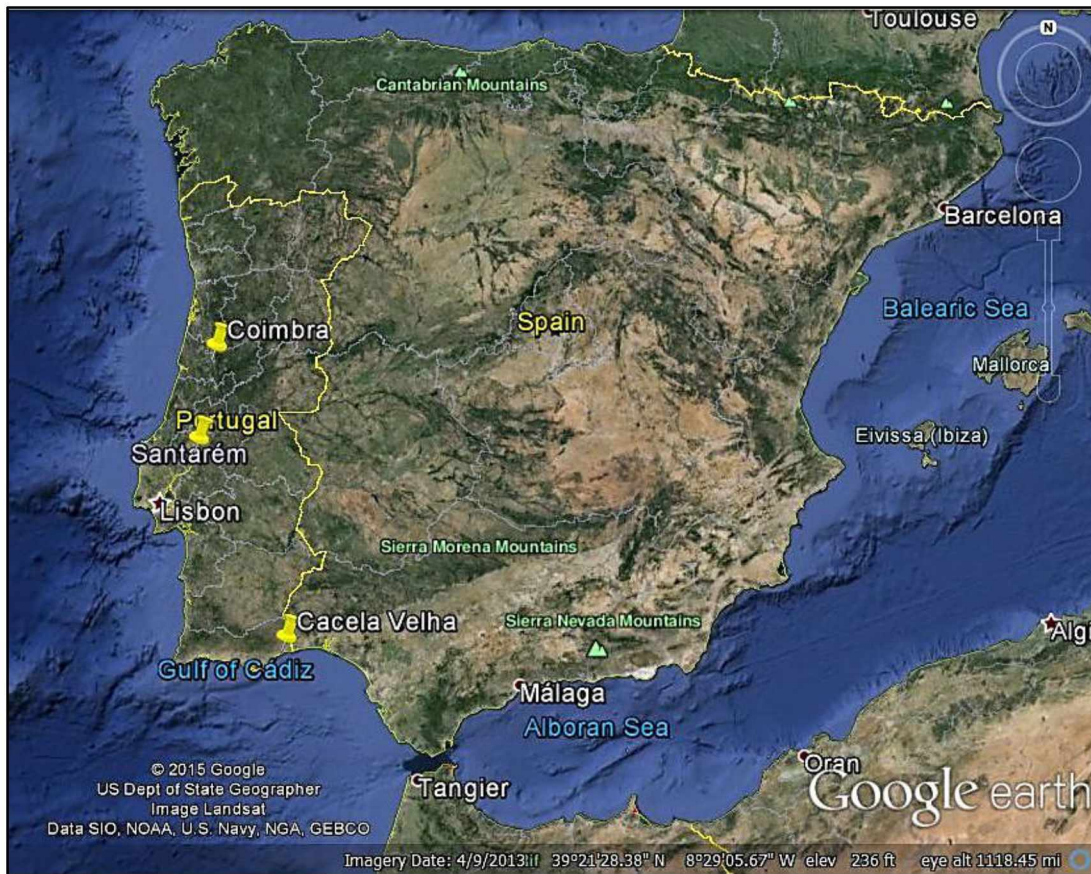 Toulouse
N
Cantabrian Mountains
Barcelona
Balearic Sea
Coimbra
Spain
Mallorca
Portugal
Eivissa (Ibiza)
Santarém
Lisbon
Sierra Morena Mountains
Cacela Velha
Sierra Nevada Mountains
Algi
Gulf of Cádiz
Málaga
Alboran Sea
© 2015 Google
US Dept of State Geographer
Image Landsat
Data SIO, NOAA, U.S. Navy, NGA, GEBCO
Tangier
Oran
Google earth
Imagery Date: 4/9/2013 39°21'28.38" N 8°29'05.67" W elev 236 ft eye alt 1118.45 mi